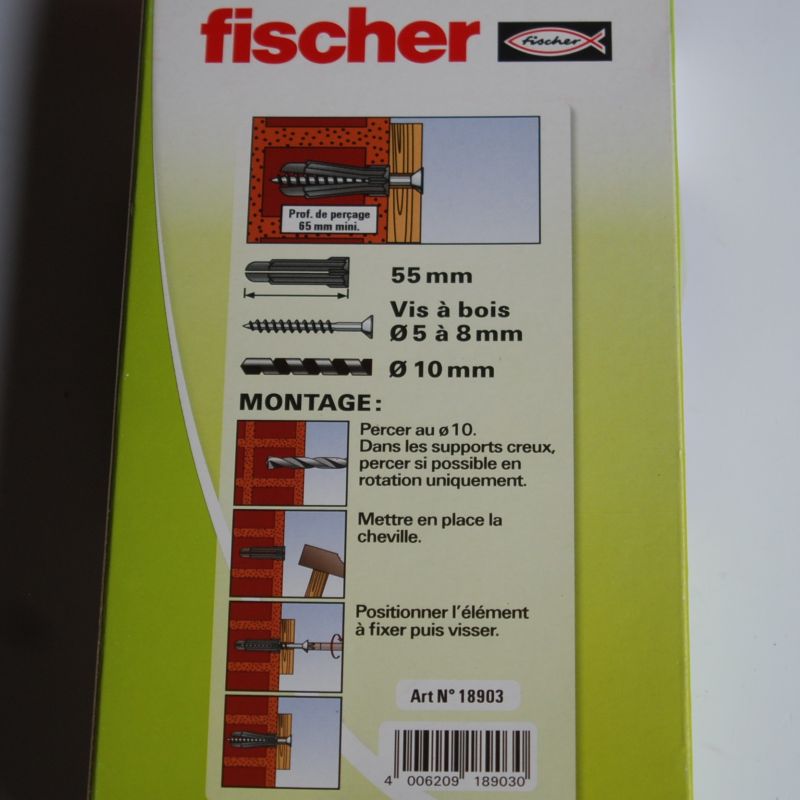 fischer
fischer
Prof. de perçage
65 mm mini.
55 mm
Vis à bois
Ø 5 à 8 mm
Ø 10 mm
MONTAGE :
Percer au ø 10.
Dans les supports creux,
percer si possible en
rotation uniquement.
Mettre en place la
cheville.
Positionner l'élément
à fixer puis visser.
Art N° 18903
4 006209 189030